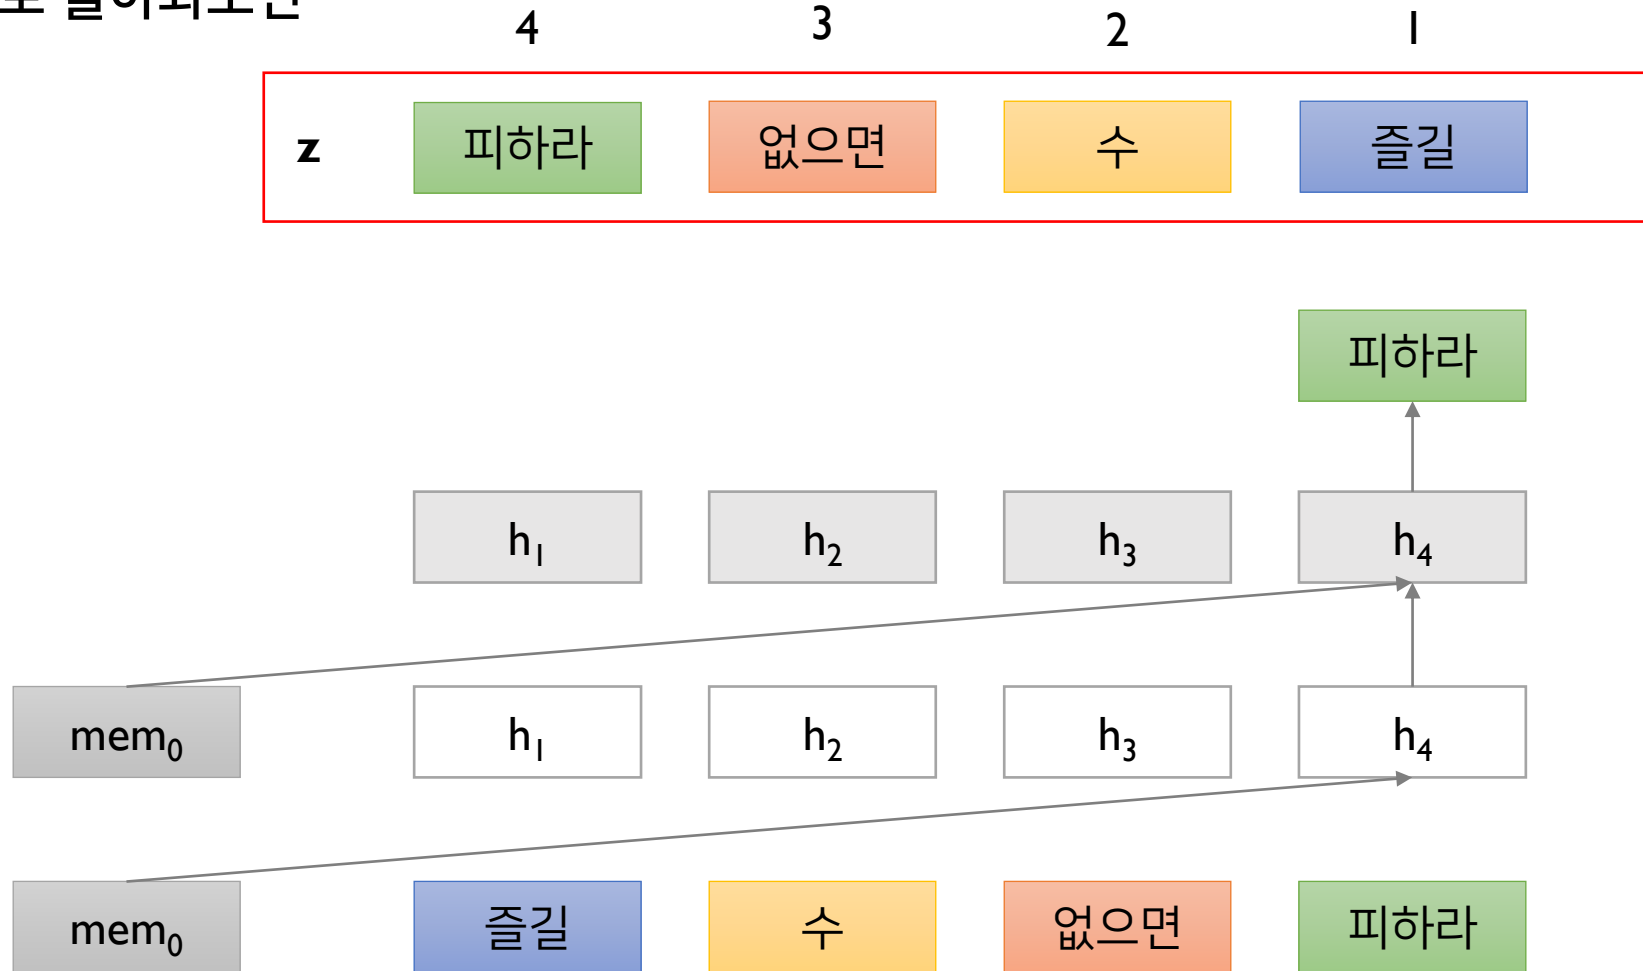 4 3 2 1
z 피하라 없으면 수 즐길
피하라
h1 h2 h3 h4
mem0 h1 h2 h3 h4
mem0 즐길 수 없으면 피하라